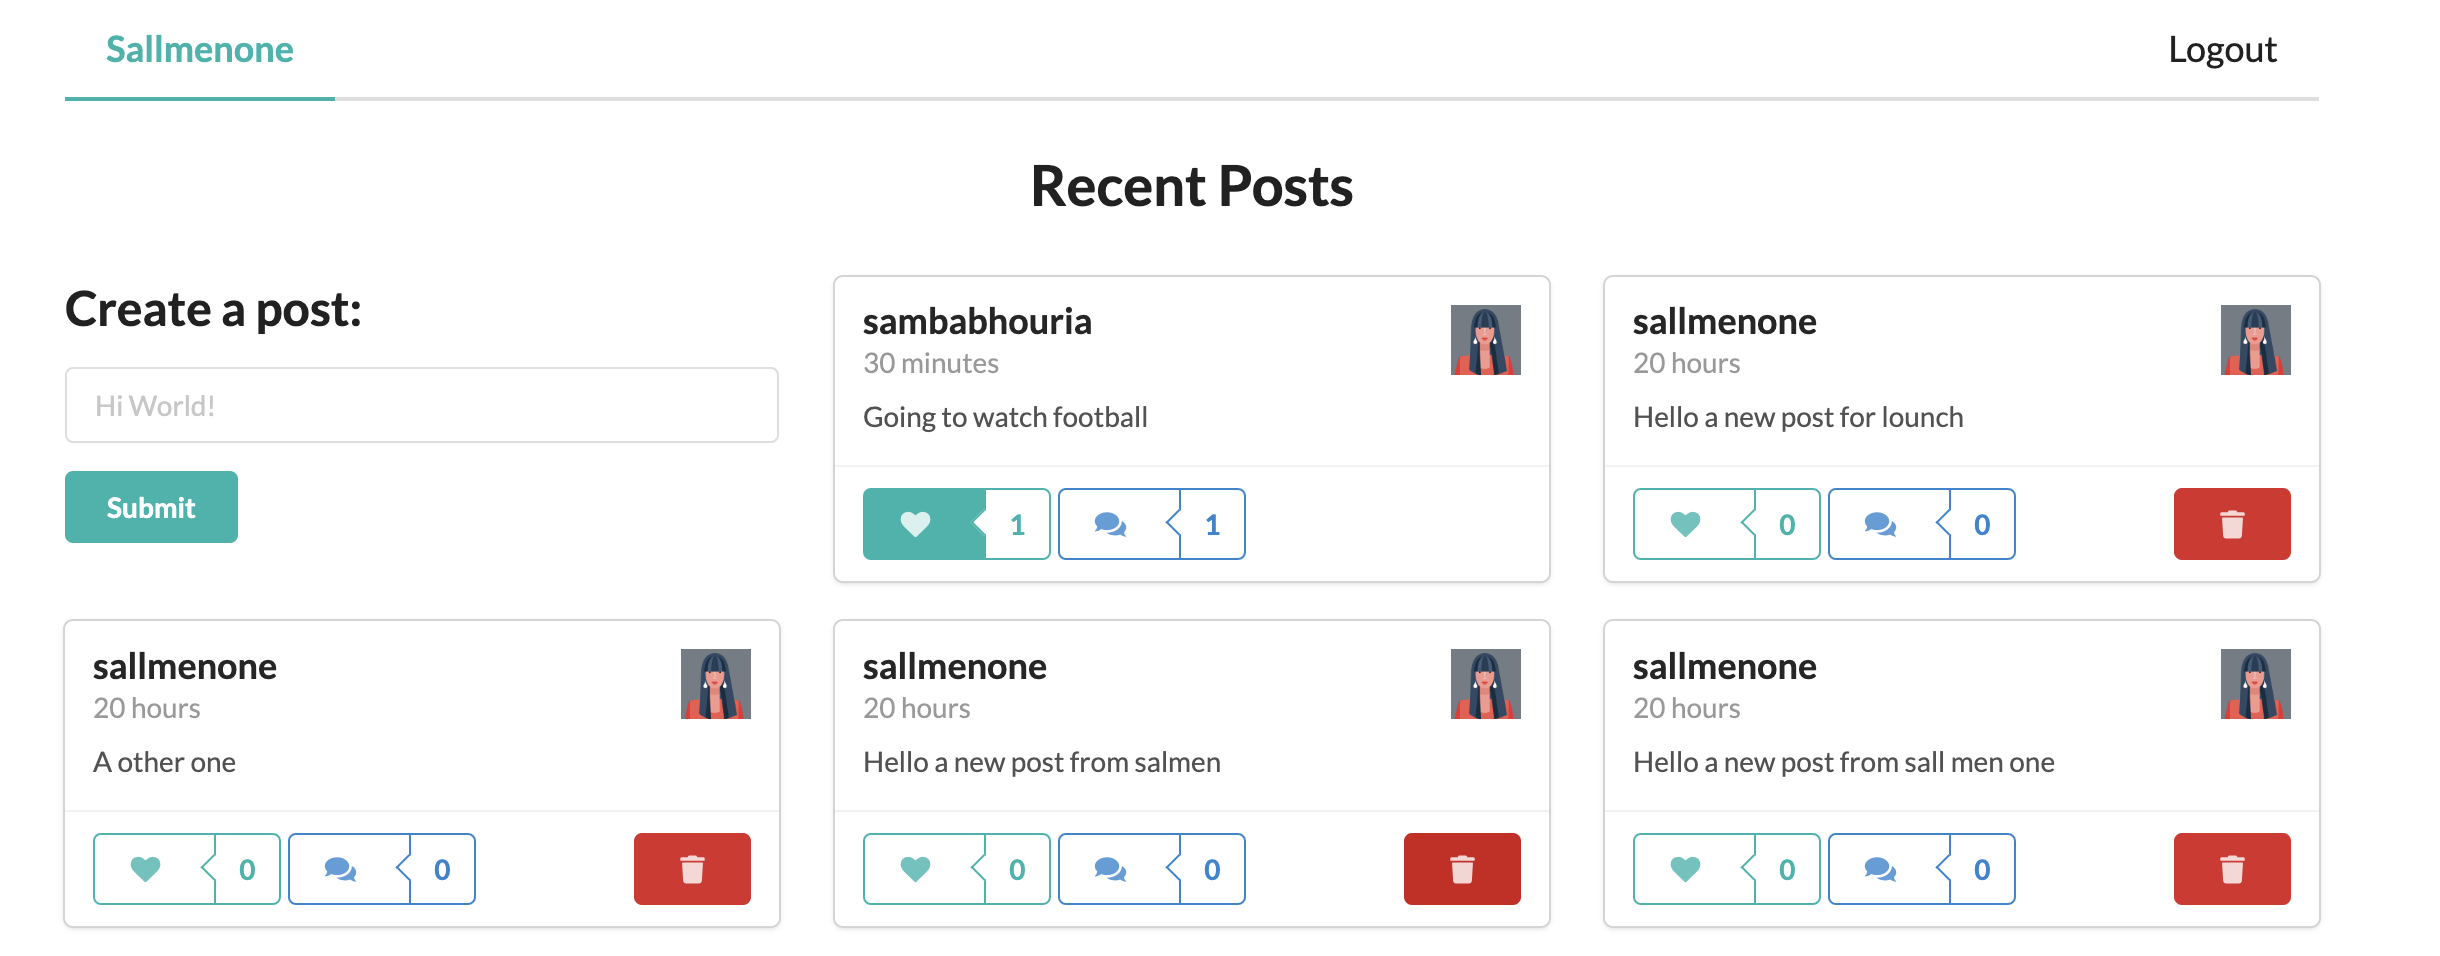 Sallmenone
Logout
Recent Posts
Create a post:
Hi World!
Submit
sambabhouria
30 minutes
Going to watch football
1
1
sallmenone
20 hours
Hello a new post for lounch
0
0
sallmenone
20 hours
A other one
0
0
sallmenone
20 hours
Hello a new post from salmen
0
0
sallmenone
20 hours
Hello a new post from sall men one
0
0